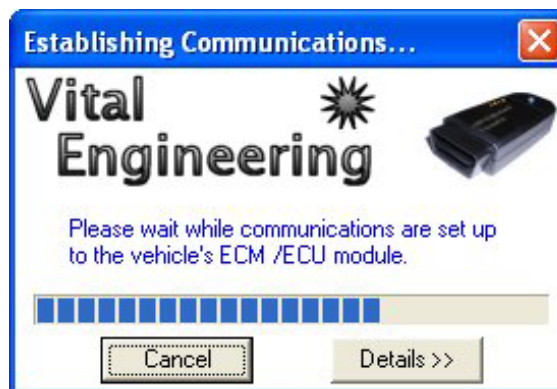 Establishing Communications...
Vital
Engineering
Please wait while communications are set up
to the vehicle's ECM /ECU module.
Cancel
Details >>